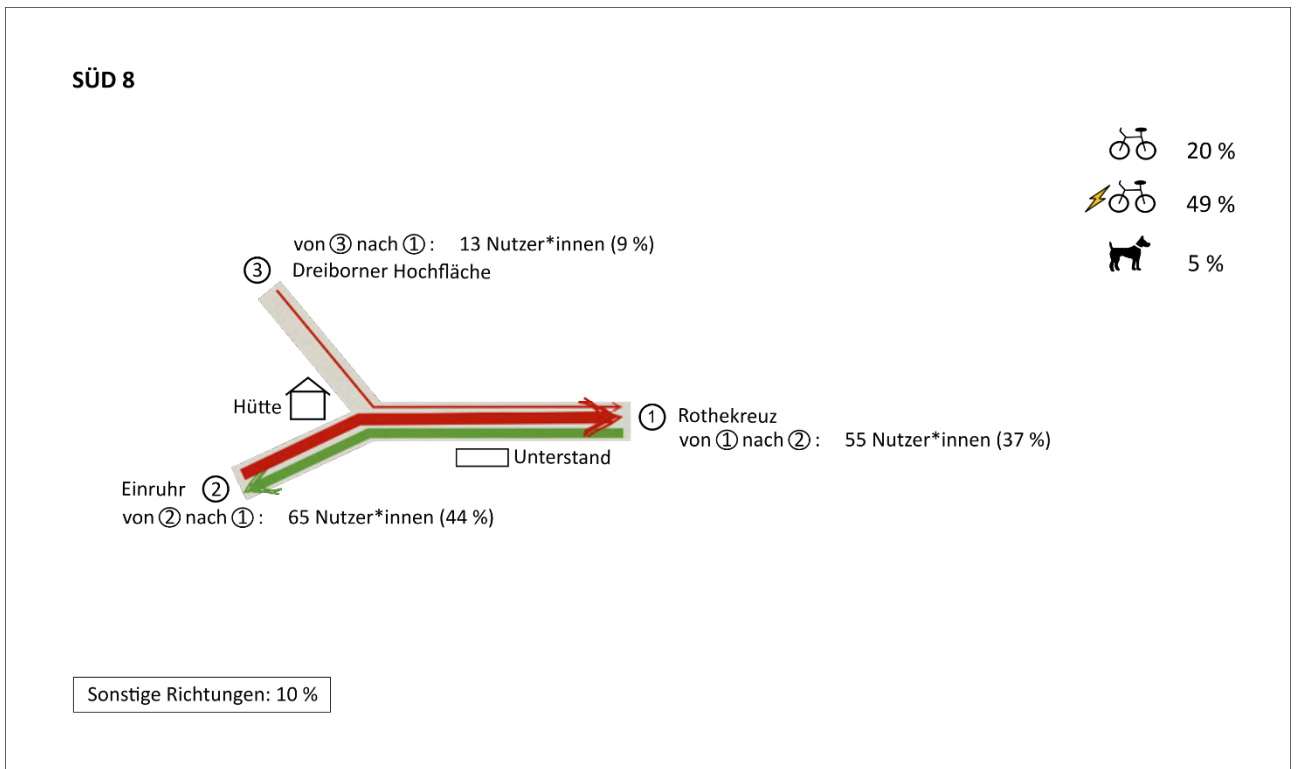 SÜD 8
20 %
49 %
5 %
von ③ nach ① : 13 Nutzer*innen (9 %)
③ Dreiborner Hochfläche
Hütte
① Rothekreuz
von ① nach ② : 55 Nutzer*innen (37 %)
Unterstand
Einruhr ②
von ② nach ① : 65 Nutzer*innen (44 %)
Sonstige Richtungen: 10 %